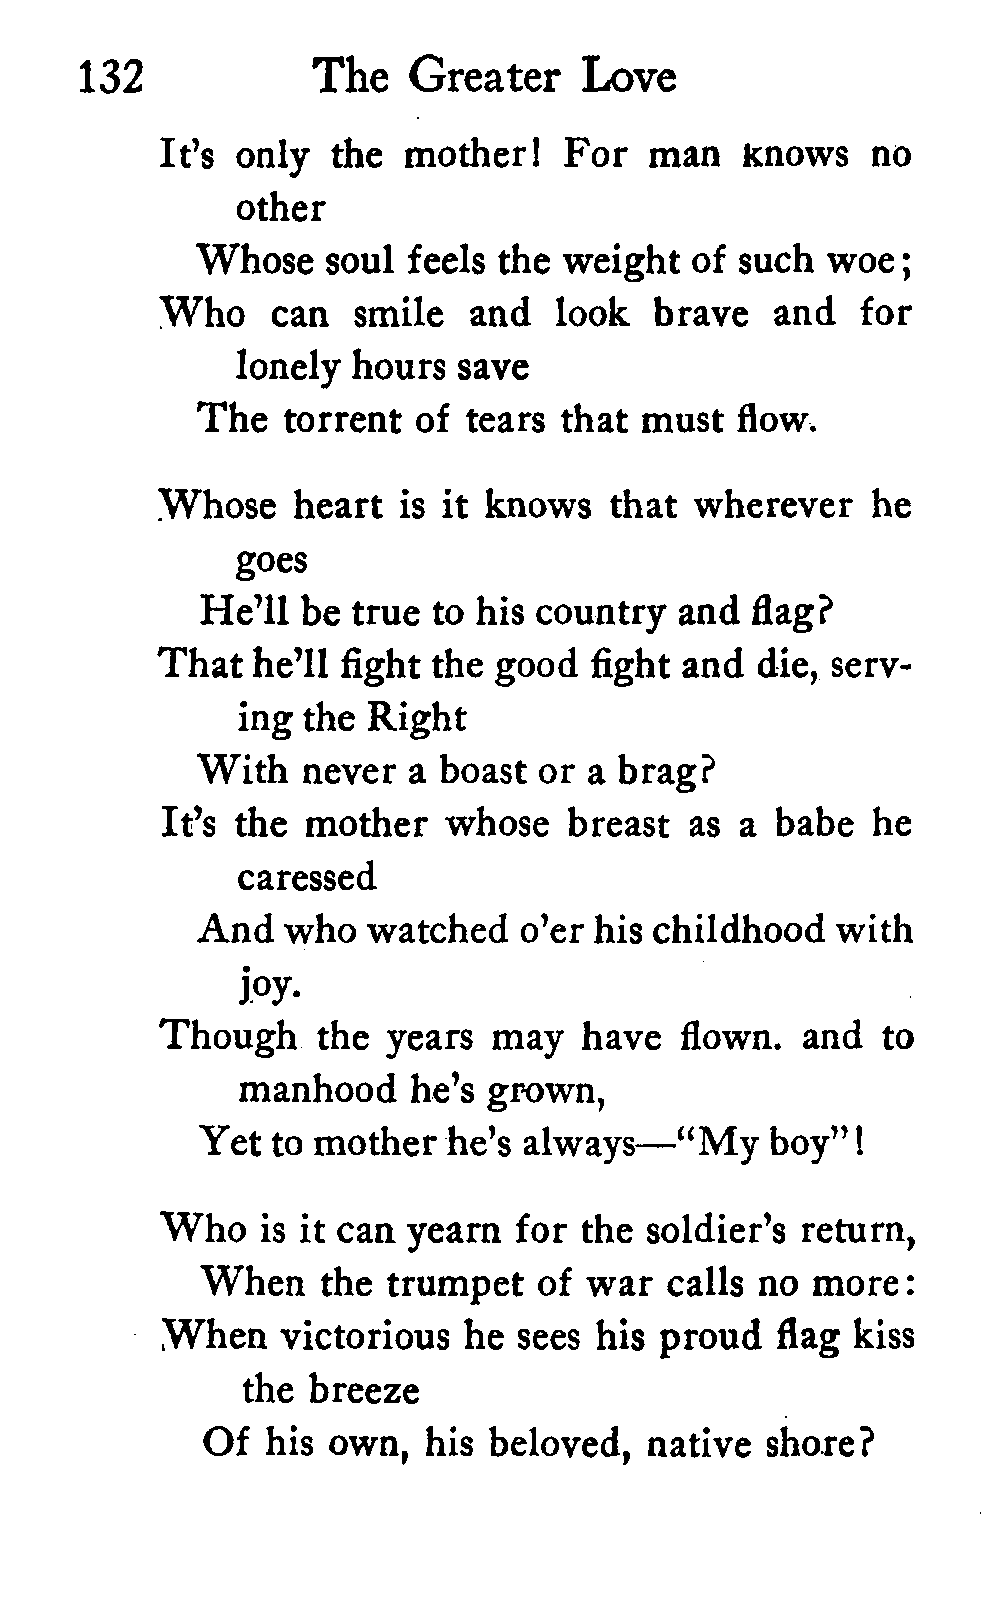 132 The Greater Love
It's only the mother! For man knows no
other
Whose soul feels the weight of such woe;
Who can smile and look brave and for
lonely hours save
The torrent of tears that must flow.
Whose heart is it knows that wherever he
goes
He'll be true to his country and flag?
That he'll fight the good fight and die, serv-
ing the Right
With never a boast or a brag?
It's the mother whose breast as a babe he
caressed
And who watched o'er his childhood with
joy.
Though the years may have flown. and to
manhood he's grown,
Yet to mother he's always—"My boy"!
Who is it can yearn for the soldier's return,
When the trumpet of war calls no more:
When victorious he sees his proud flag kiss
the breeze
Of his own, his beloved, native shore?